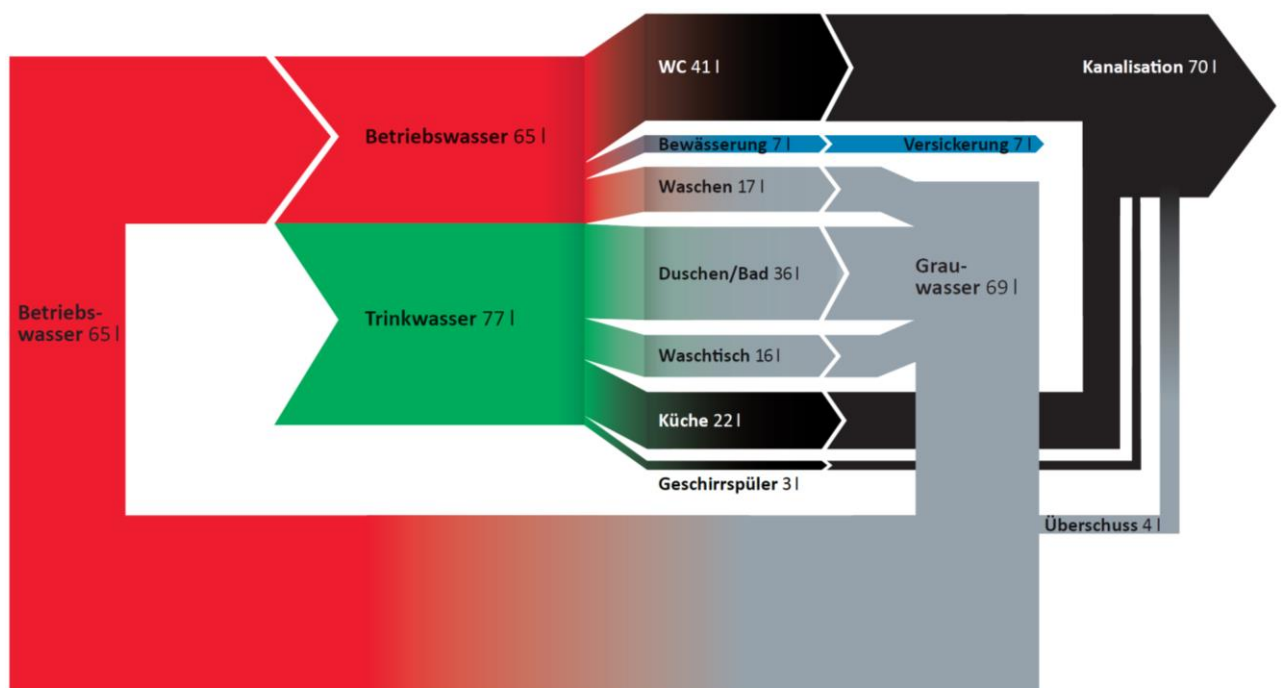 WC 41 l
Kanalisation 70 l
Betriebswasser 65 l
Bewässerung 7 l
Versickerung 7 l
Waschen 17 l
Duschen/Bad 36 l
Grau-
wasser 69 l
Betriebs-
wasser 65 l
Trinkwasser 77 l
Waschtisch 16 l
Küche 22 l
Geschirrspüler 3 l
Überschuss 4 l